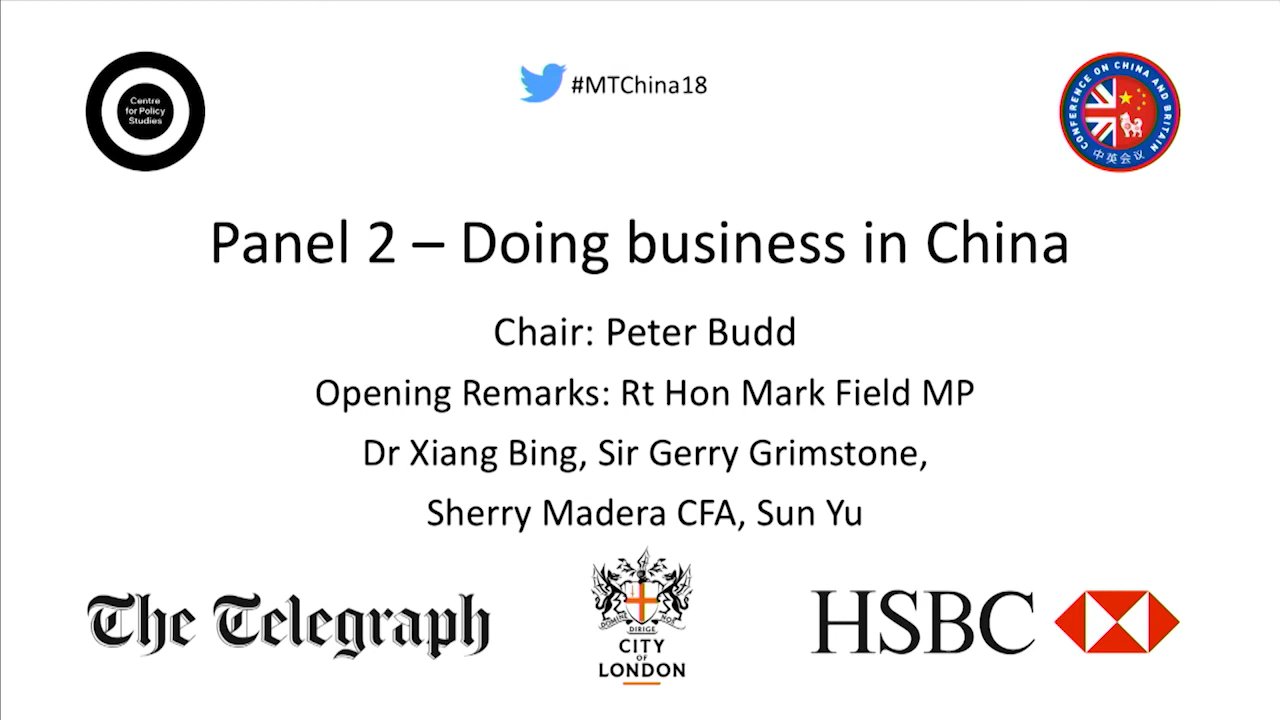 Centre
for Policy
Studies
#MTChina18
CONFERENCE ON CHINA AND BRITAIN
中英会议
Panel 2 – Doing business in China
Chair: Peter Budd
Opening Remarks: Rt Hon Mark Field MP
Dr Xiang Bing, Sir Gerry Grimstone,
Sherry Madera CFA, Sun Yu
The Telegraph
DOMINE DIRIGE NOS
CITY
OF
LONDON
HSBC